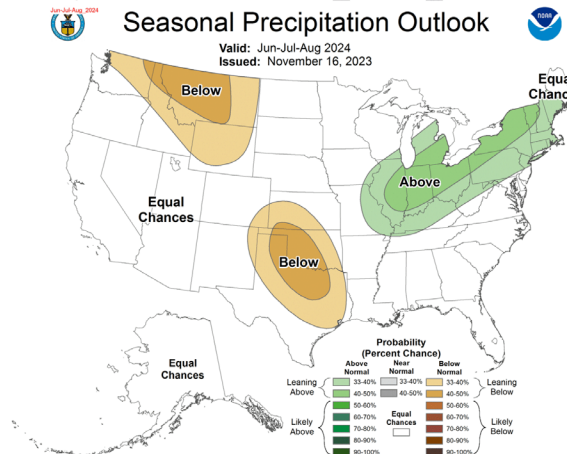 Jun-Jul-Aug_2024
Seasonal Precipitation Outlook
NOAA
Valid: Jun-Jul-Aug 2024
Issued: November 16, 2023
Below
Equa
Chanc
Above
Equal
Chances
Below
Equal
Chances
Probability
(Percent Chance)
Above Near Below
Normal Normal Normal
Leaning Above
33-40% 33-40% 33-40%
40-50% 40-50% 40-50%
Leaning Below
Likely Above
50-60% 50-60%
60-70% Equal Chances 60-70%
70-80% 70-80%
80-90% 80-90%
90-100% 90-100%
Likely Below